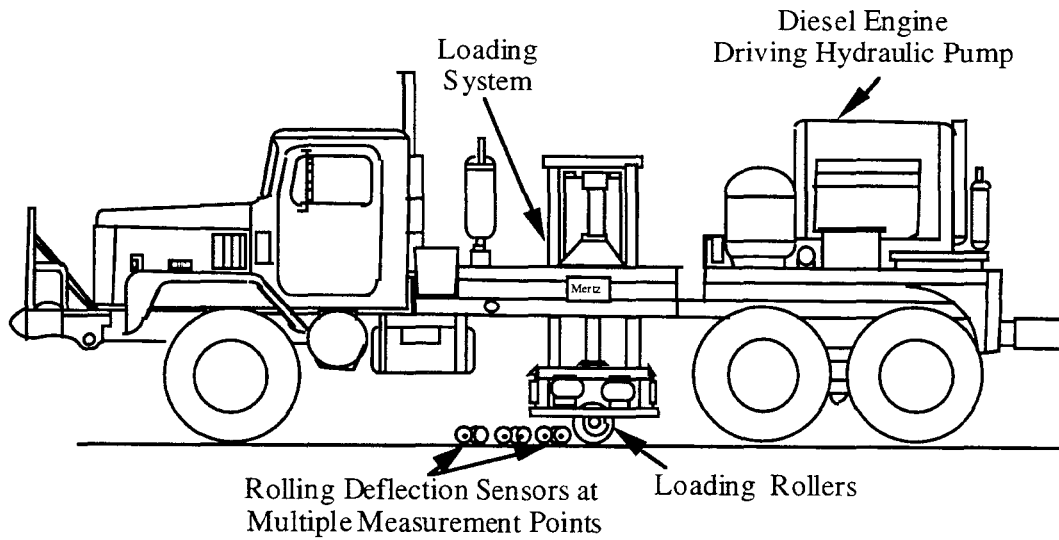 Diesel Engine
Driving Hydraulic Pump
Loading
System
Mertz
Rolling Deflection Sensors at
Multiple Measurement Points
Loading Rollers